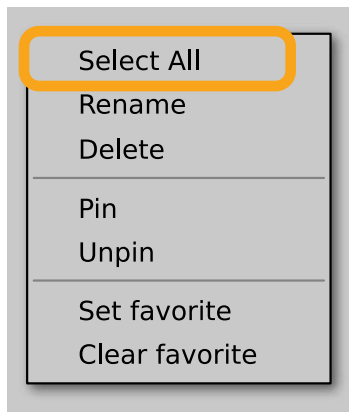 Select All
Rename
Delete
Pin
Unpin
Set favorite
Clear favorite